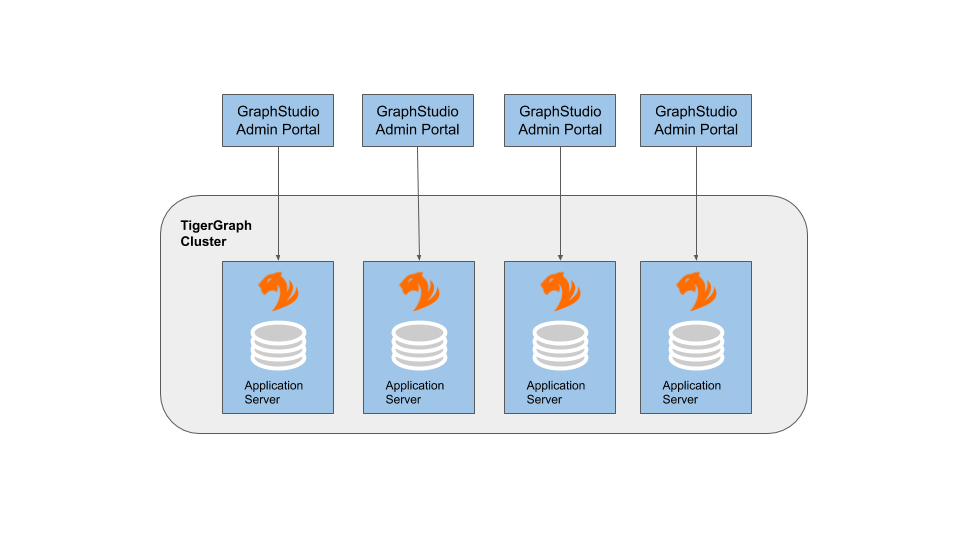 GraphStudio
Admin Portal
GraphStudio
Admin Portal
GraphStudio
Admin Portal
GraphStudio
Admin Portal
TigerGraph
Cluster
Application
Server
Application
Server
Application
Server
Application
Server